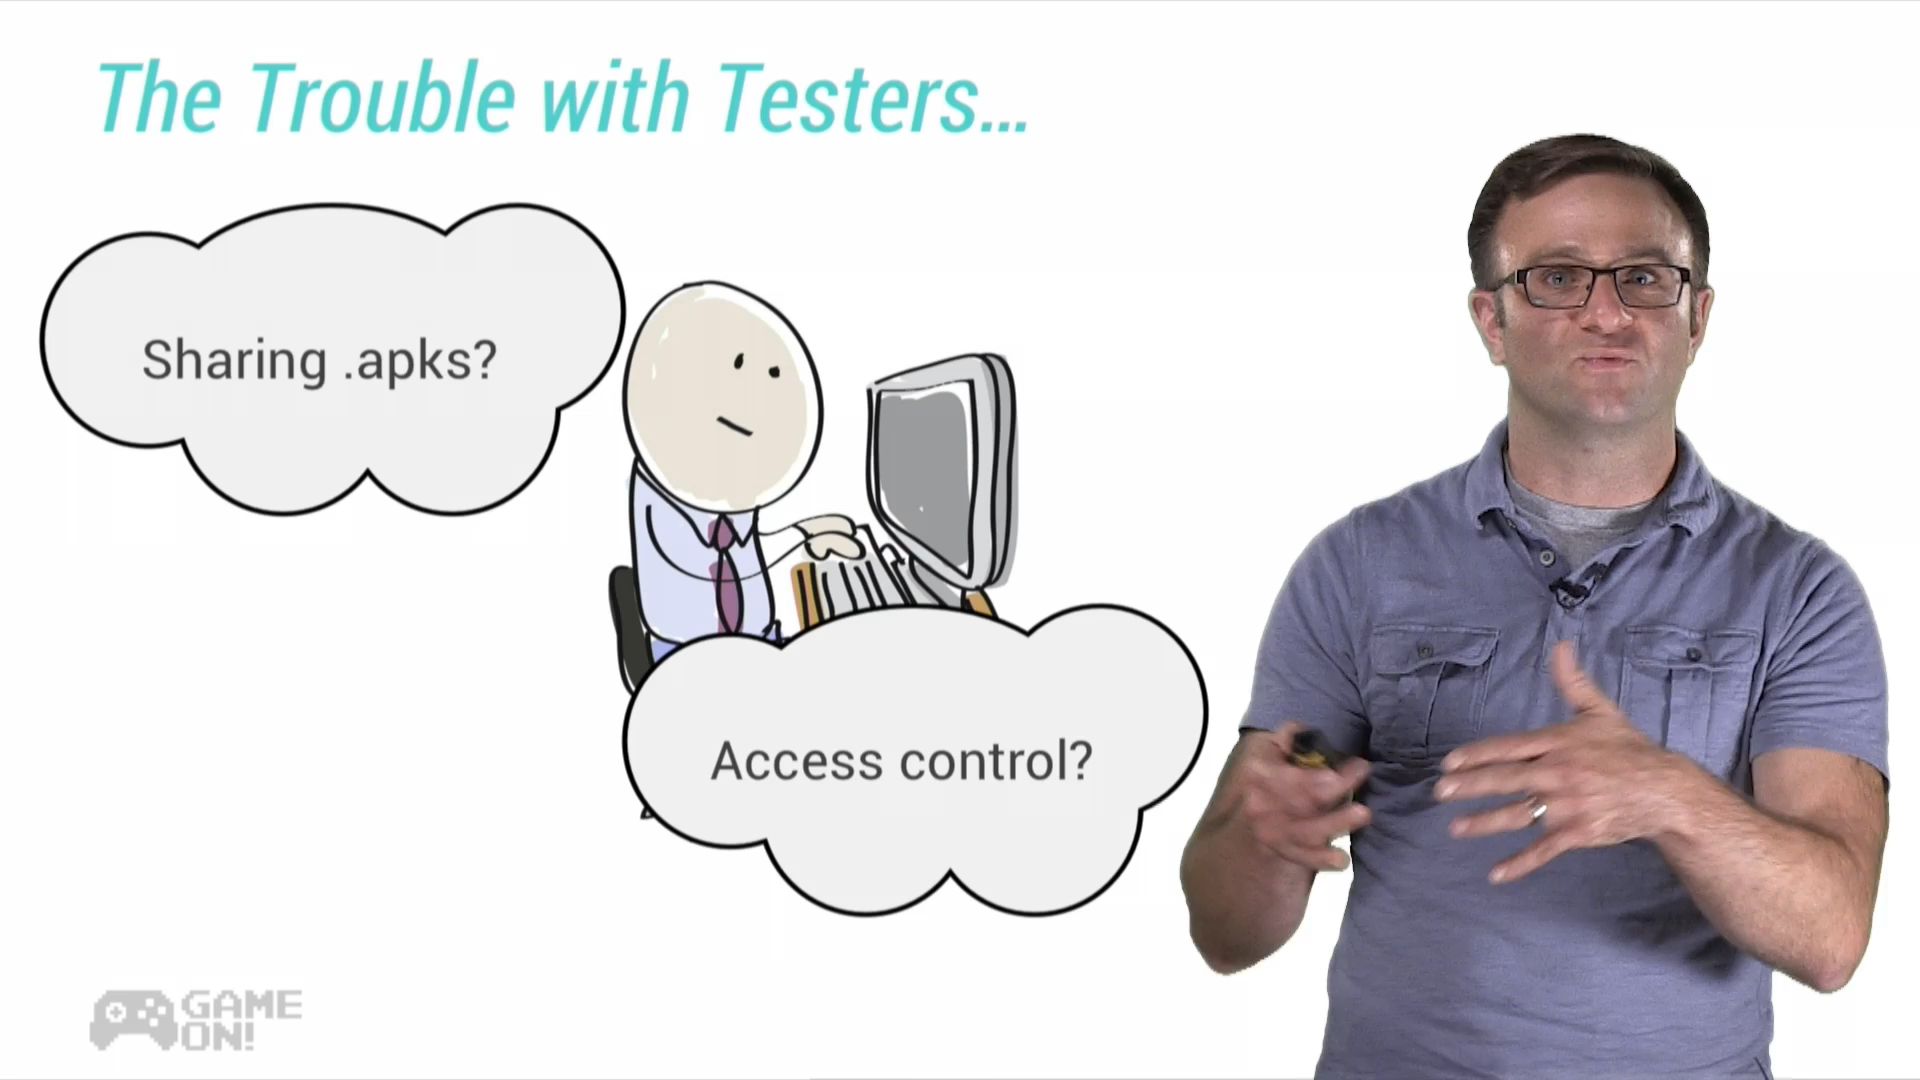 The Trouble with Testers...
Sharing .apks?
Access control?
GAME
ON!